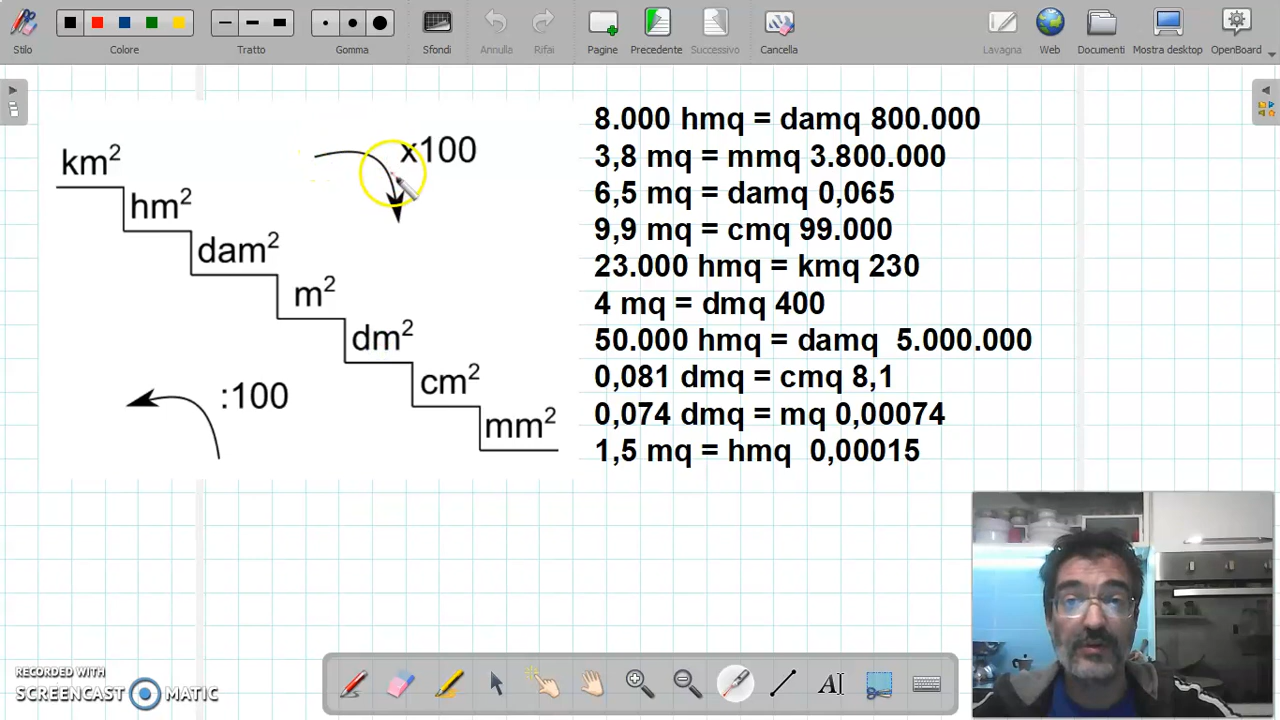 Stilo
Colore
Tratto
Gomma
Sfondi
Annulla
Rifai
Pagine
Precedente
Successivo
Cancella
Lavagna
Web
Documenti
Mostra desktop
OpenBoard
km²
hm²
dam²
m²
dm²
cm²
mm²
x100
:100
8.000 hmq = damq 800.000
3,8 mq = mmq 3.800.000
6,5 mq = damq 0,065
9,9 mq = cmq 99.000
23.000 hmq = kmq 230
4 mq = dmq 400
50.000 hmq = damq 5.000.000
0,081 dmq = cmq 8,1
0,074 dmq = mq 0,00074
1,5 mq = hmq 0,00015
RECORDED WITH
SCREENCAST MATIC
AI